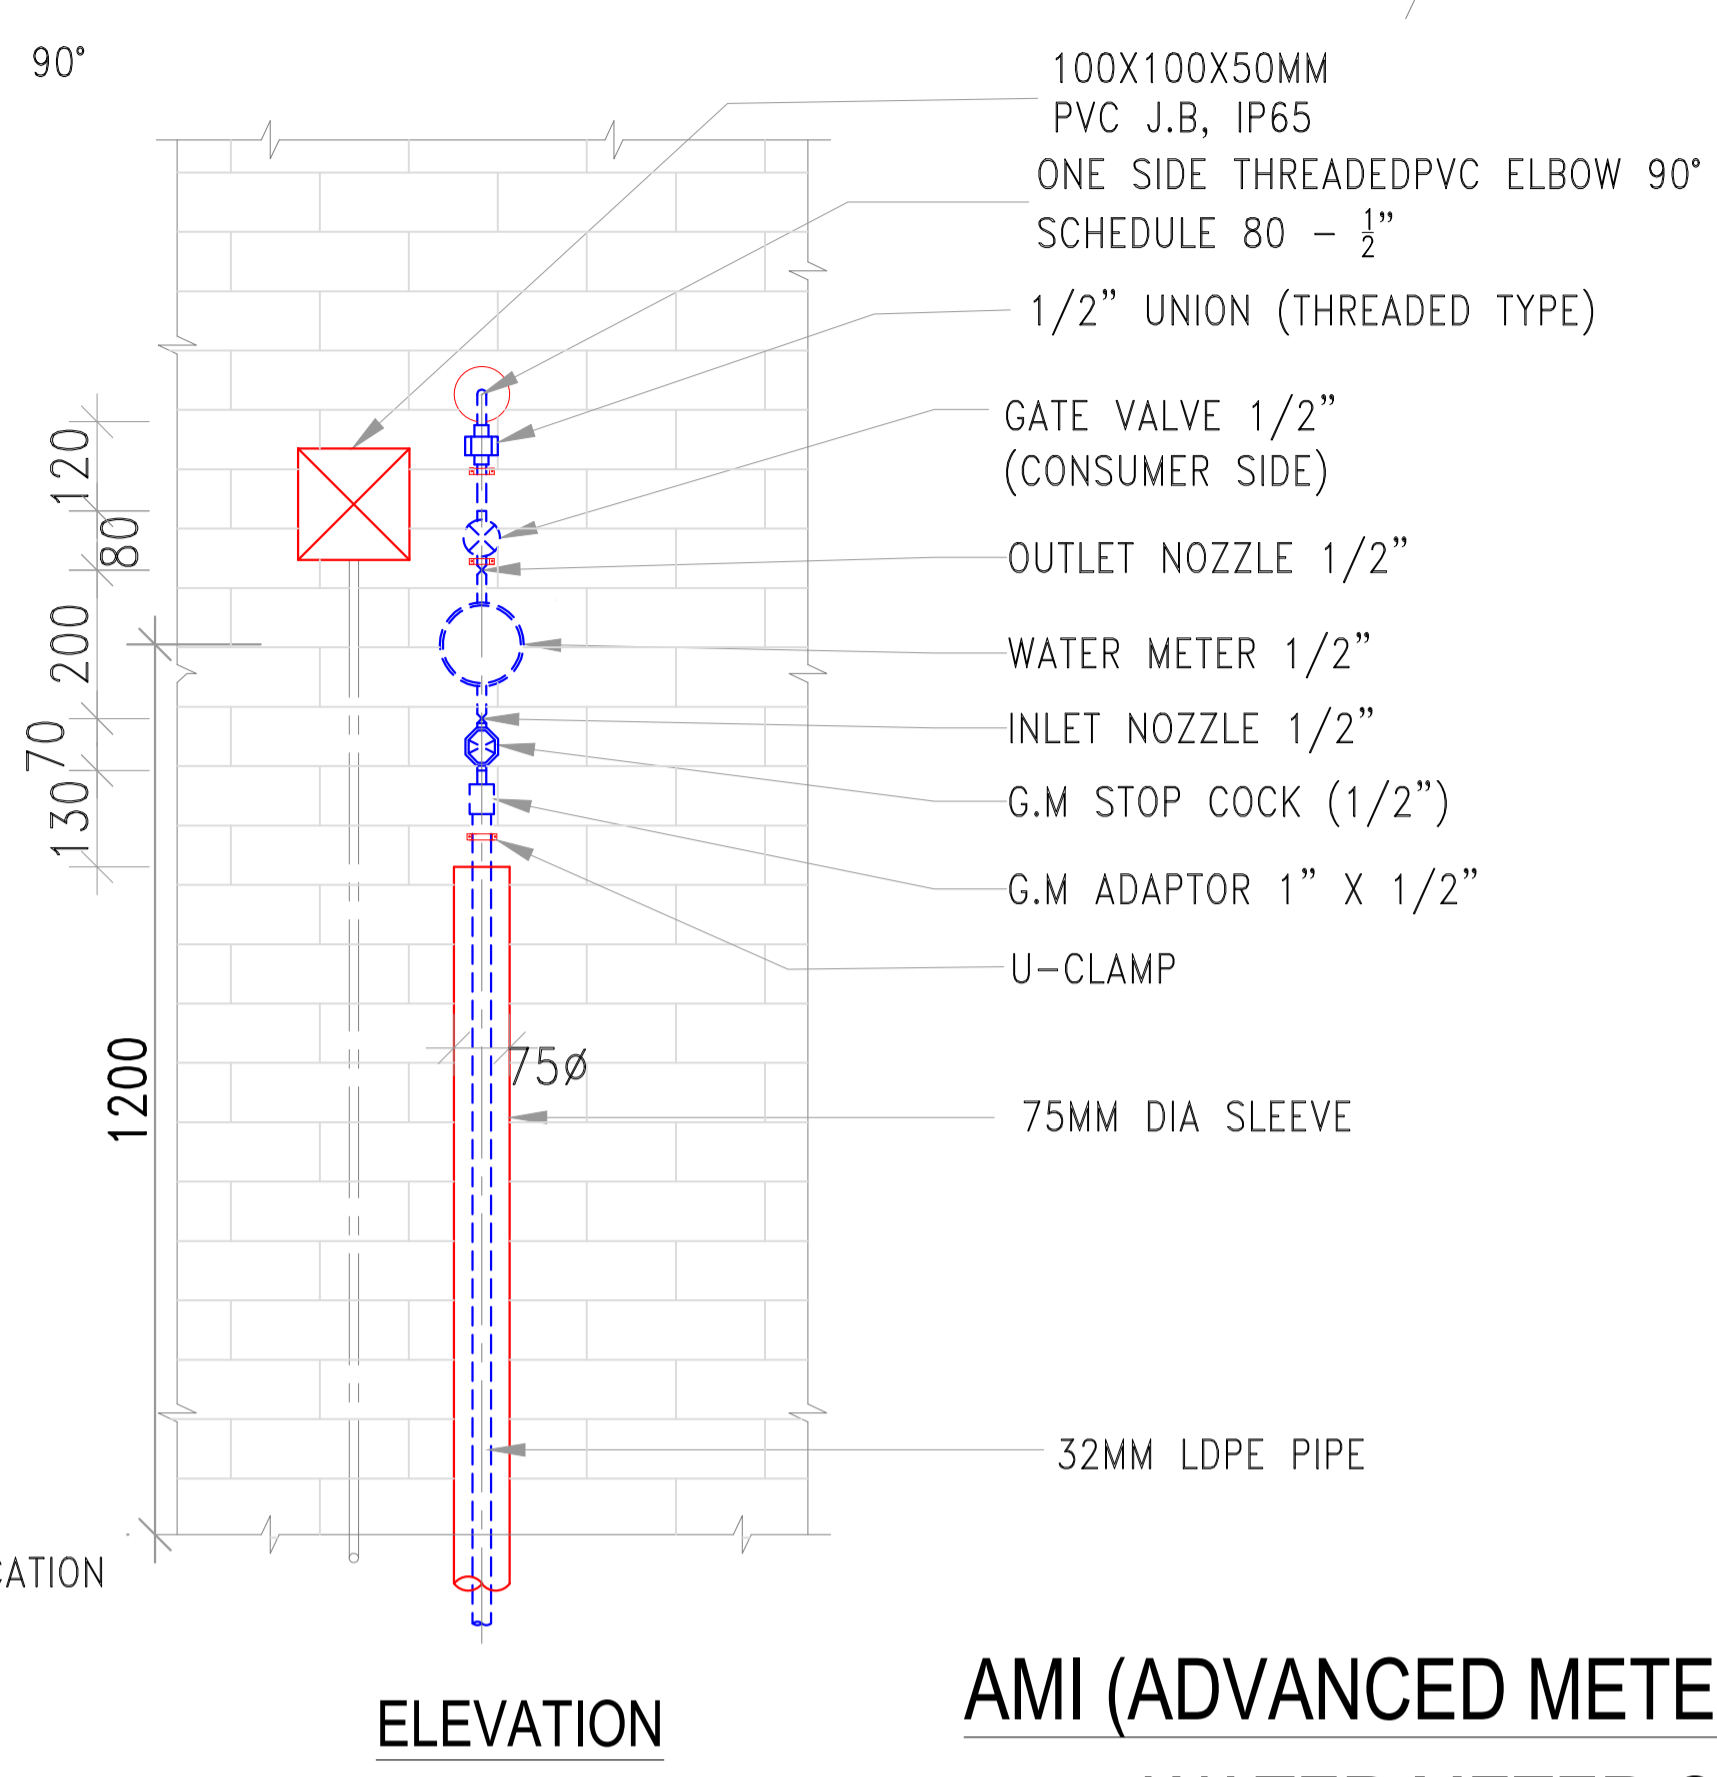 90°
100X100X50MM
PVC J.B, IP65
ONE SIDE THREADEDPVC ELBOW 90°
SCHEDULE 80 - ½”
1/2” UNION (THREADED TYPE)
GATE VALVE 1/2”
(CONSUMER SIDE)
OUTLET NOZZLE 1/2”
WATER METER 1/2”
INLET NOZZLE 1/2”
G.M STOP COCK (1/2”)
G.M ADAPTOR 1” X 1/2”
U-CLAMP
75MM DIA SLEEVE
32MM LDPE PIPE
120
80
200
70
130
1200
75ø
CATION
ELEVATION
AMI (ADVANCED METE